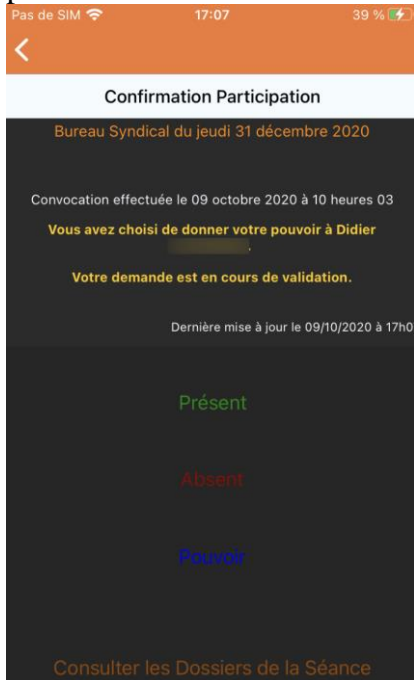 Pas de SIM 17:07 39 %
Confirmation Participation
Bureau Syndical du jeudi 31 décembre 2020
Convocation effectuée le 09 octobre 2020 à 10 heures 03
Vous avez choisi de donner votre pouvoir à Didier
.
Votre demande est en cours de validation.
Dernière mise à jour le 09/10/2020 à 17h0
Présent
Absent
Pouvoir
Consulter les Dossiers de la Séance